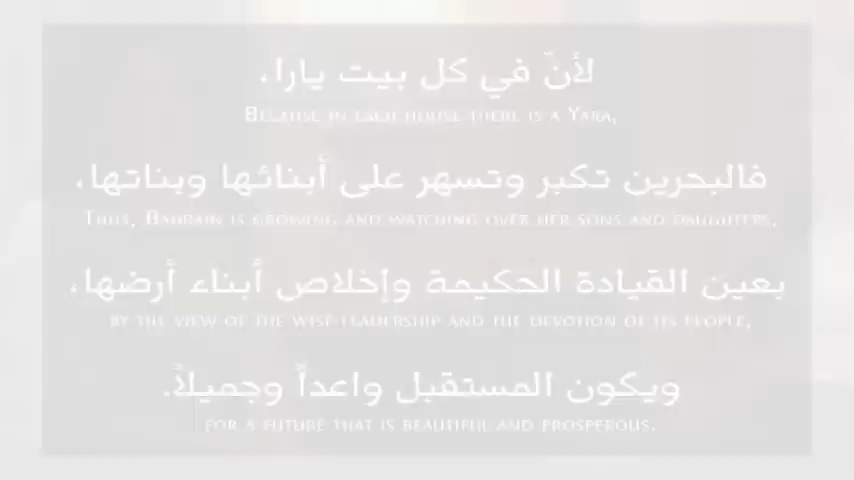 لأنّ في كل بيت يارا،
BECAUSE IN EACH HOUSE THERE IS A YARA,
فالبحرين تكبر وتسهر على أبنائها وبناتها،
THUS, BAHRAIN IS GROWING AND WATCHING OVER HER SONS AND DAUGHTERS,
بعين القيادة الحكيمة وإخلاص أبناء أرضها،
BY THE VIEW OF THE WISE LEADERSHIP AND THE DEVOTION OF ITS PEOPLE,
ويكون المستقبل واعداً وجميلاً.
FOR A FUTURE THAT IS BEAUTIFUL AND PROSPEROUS.